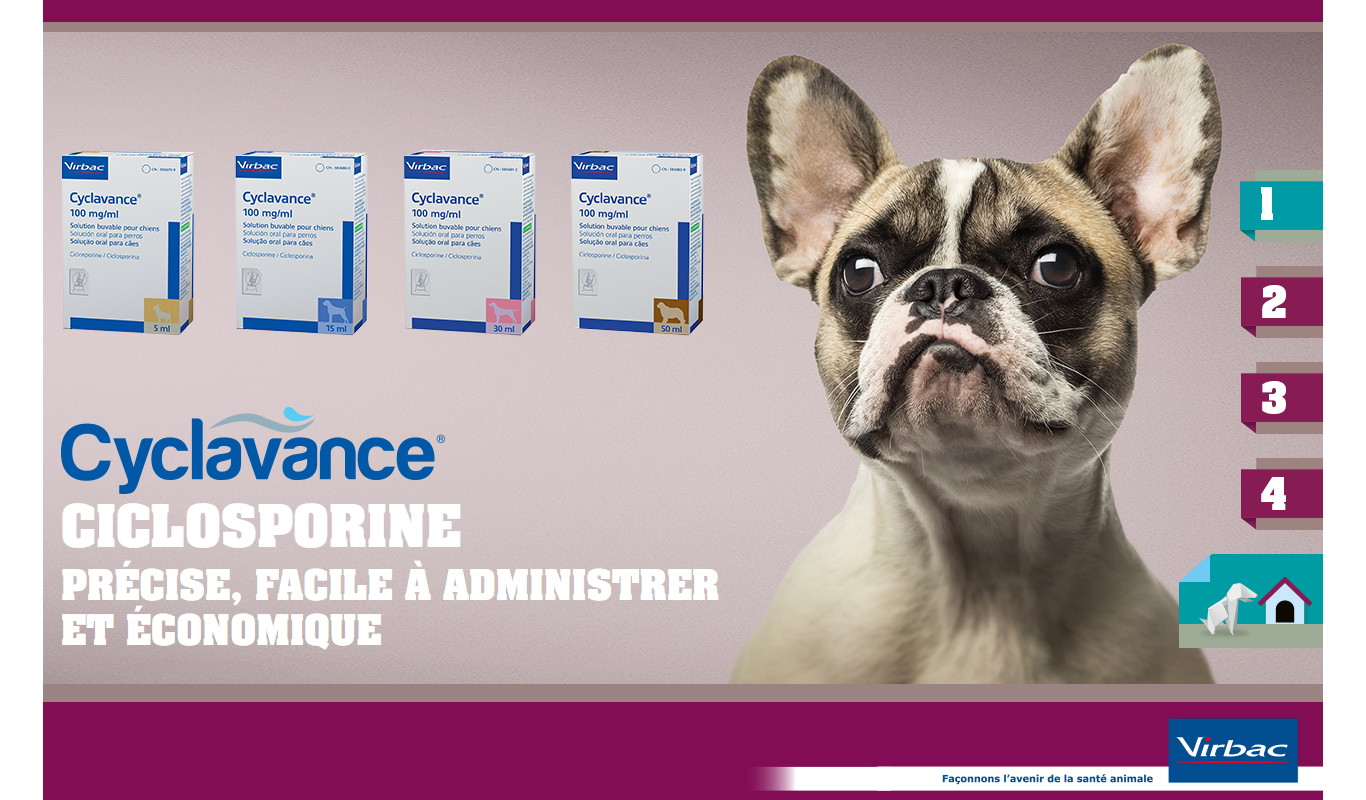 Virbac
Cyclavance®
100 mg/ml
Solution buvable pour chiens
Solución oral para perros
Solução oral para cães
Ciclosporine / Ciclosporina
5 ml
Virbac
Cyclavance®
100 mg/ml
Solution buvable pour chiens
Solución oral para perros
Solução oral para cães
Ciclosporine / Ciclosporina
15 ml
Virbac
Cyclavance®
100 mg/ml
Solution buvable pour chiens
Solución oral para perros
Solução oral para cães
Ciclosporine / Ciclosporina
30 ml
Virbac
Cyclavance®
100 mg/ml
Solution buvable pour chiens
Solución oral para perros
Solução oral para cães
Ciclosporine / Ciclosporina
50 ml
Cyclavance®
CICLOSPORINE
PRÉCISE, FACILE À ADMINISTRER
ET ÉCONOMIQUE
1
2
3
4
Virbac
Façonnons l'avenir de la santé animale